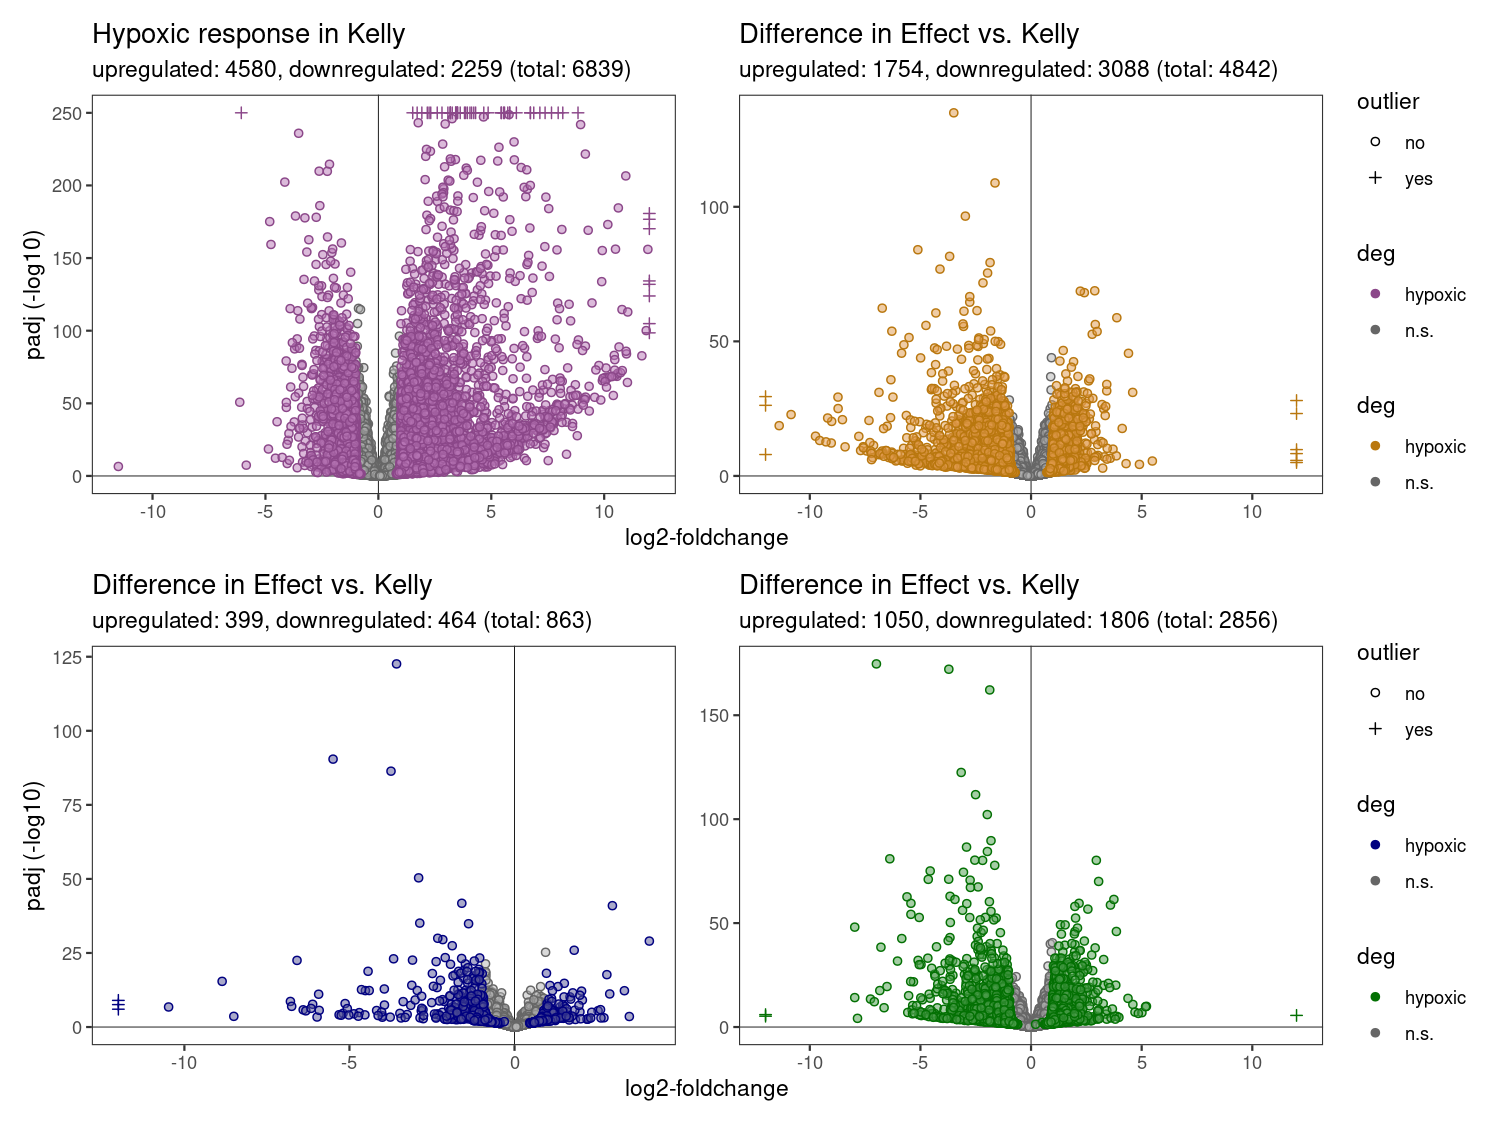 Hypoxic response in Kelly
upregulated: 4580, downregulated: 2259 (total: 6839)
250
200
150
100
50
0
padj (-log10)
-10
-5
0
5
10
Difference in Effect vs. Kelly
upregulated: 1754, downregulated: 3088 (total: 4842)
100
50
0
-10
-5
0
5
10
log2-foldchange
outlier
no
yes
deg
hypoxic
n.s.
deg
hypoxic
n.s.
Difference in Effect vs. Kelly
upregulated: 399, downregulated: 464 (total: 863)
125
100
75
50
25
0
padj (-log10)
-10
-5
0
Difference in Effect vs. Kelly
upregulated: 1050, downregulated: 1806 (total: 2856)
150
100
50
0
-10
-5
0
5
10
log2-foldchange
outlier
no
yes
deg
hypoxic
n.s.
deg
hypoxic
n.s.